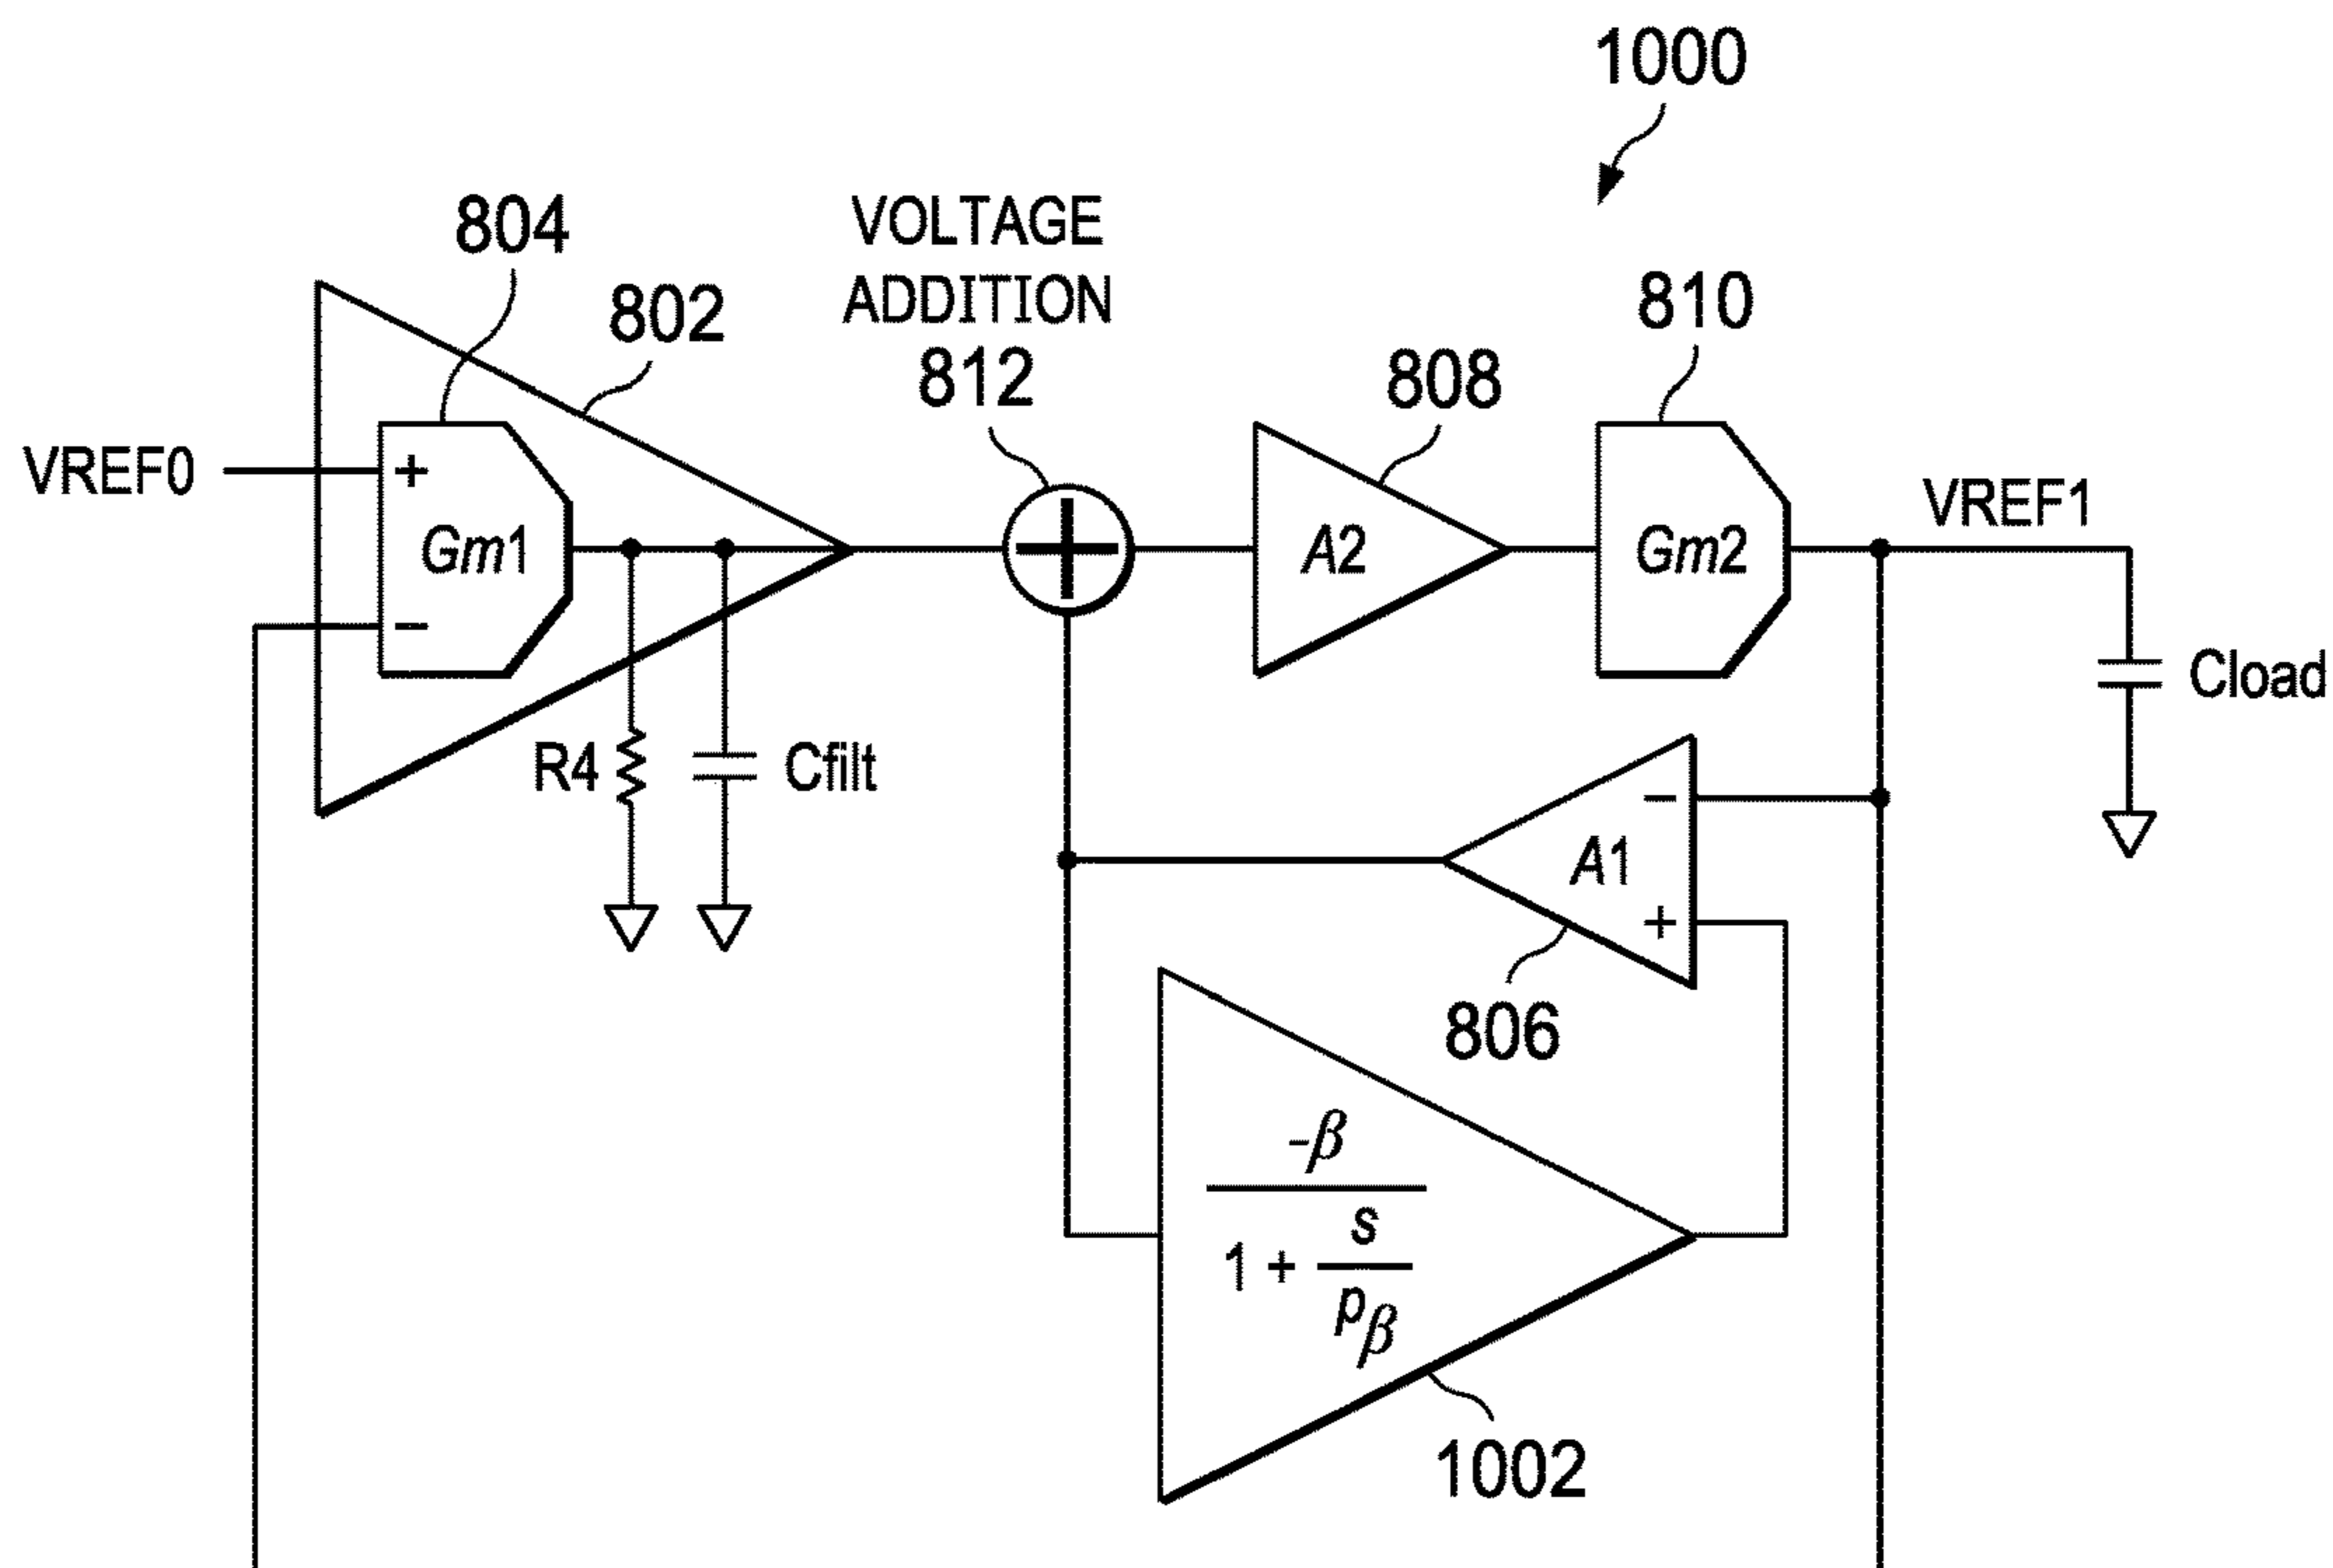 1000
804
802
VOLTAGE
ADDITION
812
808
810
VREF0
+
Gm1
−
A2
Gm2
VREF1
Cload
R4
Cfilt
−
A1
+
806
-β
1 + s
pβ
1002